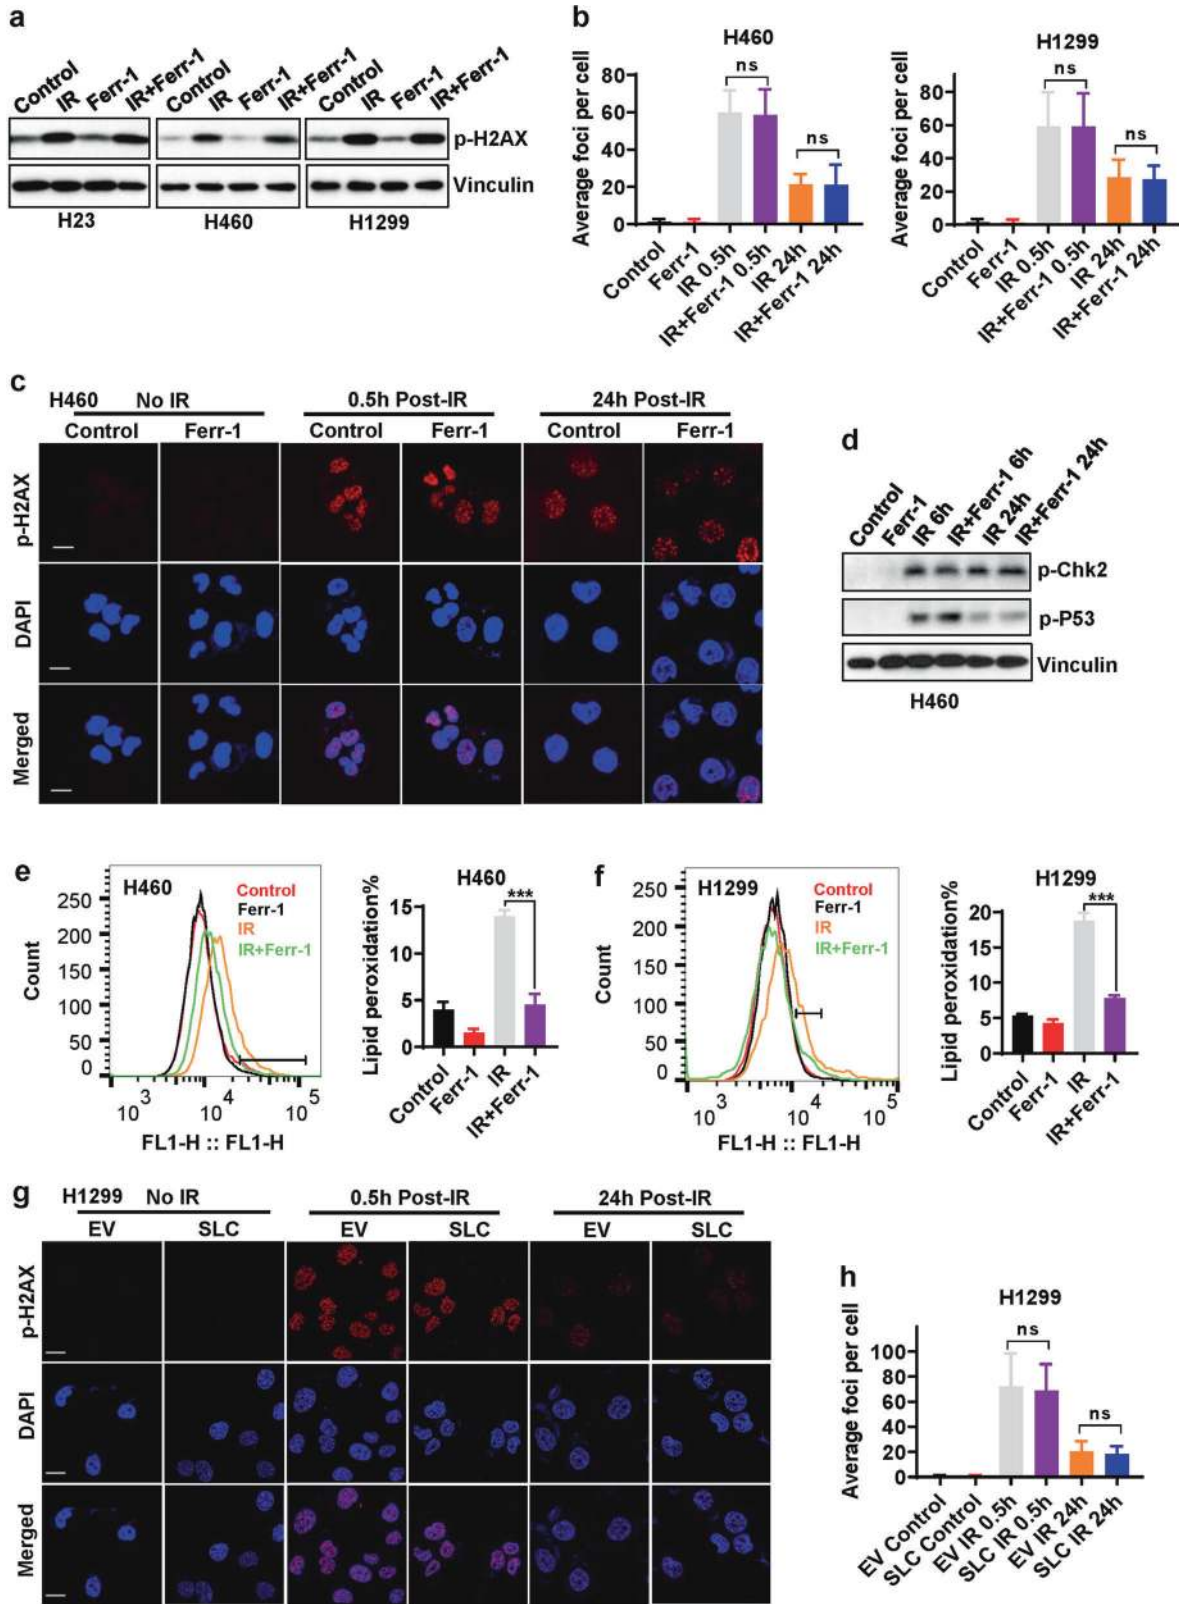 a
Control
IR
Ferr-1
IR+Ferr-1
Control
IR
Ferr-1
IR+Ferr-1
Control
IR
Ferr-1
IR+Ferr-1
p-H2AX
Vinculin
H23
H460
H1299
b
H460
Average foci per cell
80
60
40
20
0
ns
ns
Control
Ferr-1
IR 0.5h
IR+Ferr-1 0.5h
IR 24h
IR+Ferr-1 24h
H1299
Average foci per cell
80
60
40
20
0
ns
ns
Control
Ferr-1
IR 0.5h
IR+Ferr-1 0.5h
IR 24h
IR+Ferr-1 24h
c
H460 No IR 0.5h Post-IR 24h Post-IR
Control Ferr-1 Control Ferr-1 Control Ferr-1
p-H2AX
DAPI
Merged
d
Control
Ferr-1
IR 6h
IR+Ferr-1 6h
IR 24h
IR+Ferr-1 24h
p-Chk2
p-P53
Vinculin
H460
e
H460
Control
Ferr-1
IR
IR+Ferr-1
Count
250
200
150
100
50
0
10 3
10 4
10 5
FL1-H :: FL1-H
H460
Lipid peroxidation%
15
10
5
0
***
Control
Ferr-1
IR
IR+Ferr-1
f
H1299
Control
Ferr-1
IR
IR+Ferr-1
Count
250
200
150
100
50
0
10 3
10 4
10 5
FL1-H :: FL1-H
H1299
Lipid peroxidation%
20
15
10
5
0
***
Control
Ferr-1
IR
IR+Ferr-1
g
H1299 No IR 0.5h Post-IR 24h Post-IR
EV SLC EV SLC EV SLC
p-H2AX
DAPI
Merged
h
H1299
Average foci per cell
100
80
60
40
20
0
ns
ns
EV Control
SLC Control
EV IR 0.5h
SLC IR 0.5h
EV IR 24h
SLC IR 24h